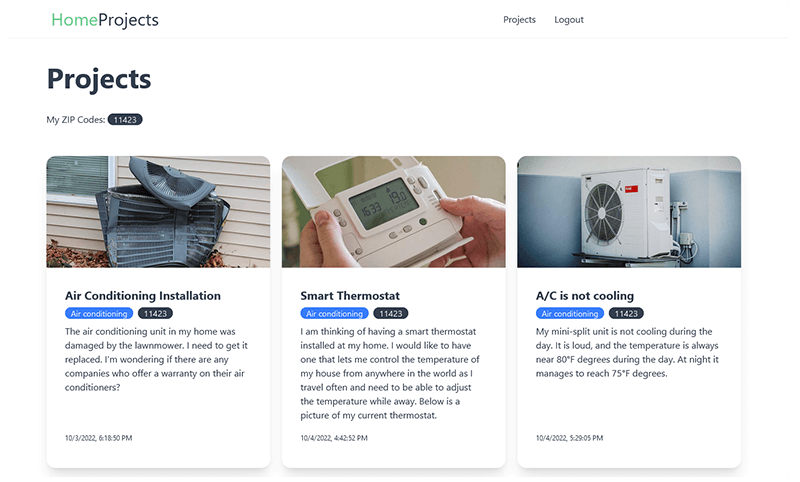 HomeProjects
Projects Logout
Projects
My ZIP Codes: 11423
Air Conditioning Installation
Air conditioning 11423
The air conditioning unit in my home was
damaged by the lawnmower. I need to get it
replaced. I'm wondering if there are any
companies who offer a warranty on their air
conditioners?
10/3/2022, 6:18:50 PM
16:33 19.0
Smart Thermostat
Air conditioning 11423
I am thinking of having a smart thermostat
installed at my home. I would like to have
one that lets me control the temperature of
my house from anywhere in the world as I
travel often and need to be able to adjust
the temperature while away. Below is a
picture of my current thermostat.
10/4/2022, 4:42:52 PM
A/C is not cooling
Air conditioning 11423
My mini-split unit is not cooling during the
day. It is loud, and the temperature is always
near 80°F degrees during the day. At night it
manages to reach 75°F degrees.
10/4/2022, 5:29:05 PM